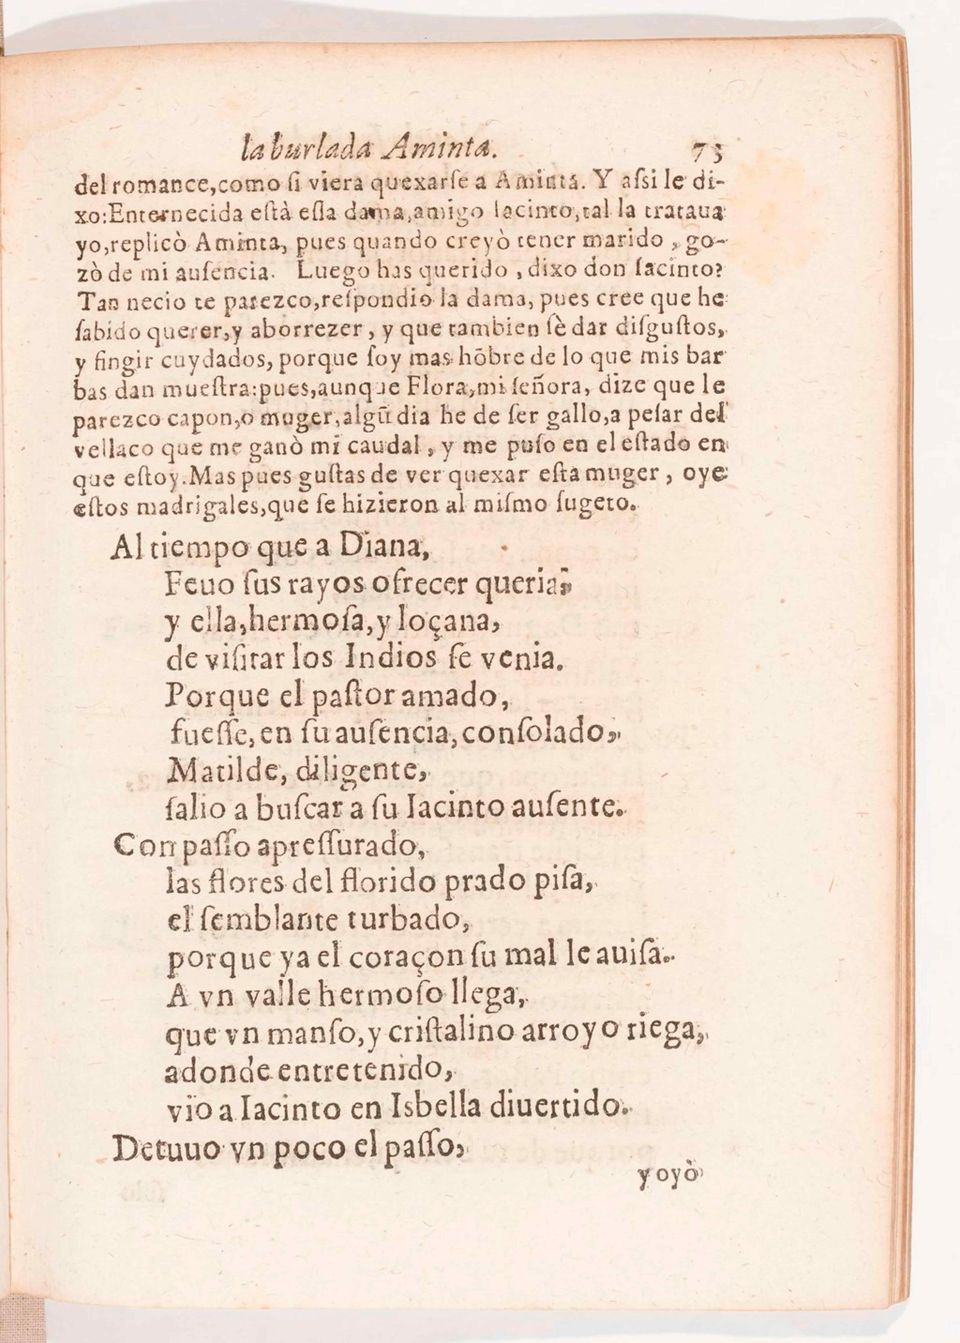 la burlada Aminta. 73
del romance,como ſi viera quexarſe a Aminta. Y aſsi le di-
xo:Enternecida eſtà eſſa dama,amigo Iacinto,tal la trataua
yo,replicò Aminta, pues quando creyò tener marido , go-
zò de mi auſencia. Luego has querido , dixo don Iacinto?
Tan necio te parezco,reſpondio la dama, pues cree que he
ſabido querer,y aborrezer , y que tambien ſè dar diſguſtos,
y fingir cuydados, porque ſoy mas hõbre de lo que mis bar
bas dan mueſtra:pues,aunque Flora,mi ſeñora, dize que le
parezco capon,o muger,algũ dia he de ſer gallo,a peſar del
vellaco que me ganò mi caudal , y me puſo en el eſtado en
que eſtoy.Mas pues guſtas de ver quexar eſta muger , oye
eſtos madrigales,que ſe hizieron al miſmo ſugeto.
Al tiempo que a Diana,
Feuo ſus rayos ofrecer queria,
y ella,hermoſa,y loçana,
de viſitar los Indios ſe venia.
Porque el paſtor amado,
fueſſe,en ſu auſencia,conſolado,
Matilde, diligente,
ſalio a buſcar a ſu Iacinto auſente.
Con paſſo apreſſurado,
las flores del florido prado piſa,
el ſemblante turbado,
porque ya el coraçon ſu mal le auiſa.
A vn valle hermoſo llega,
que vn manſo,y criſtalino arroyo riega,
adonde entretenido,
vio a Iacinto en Isbella diuertido.
Detuuo vn poco el paſſo,
y oyò